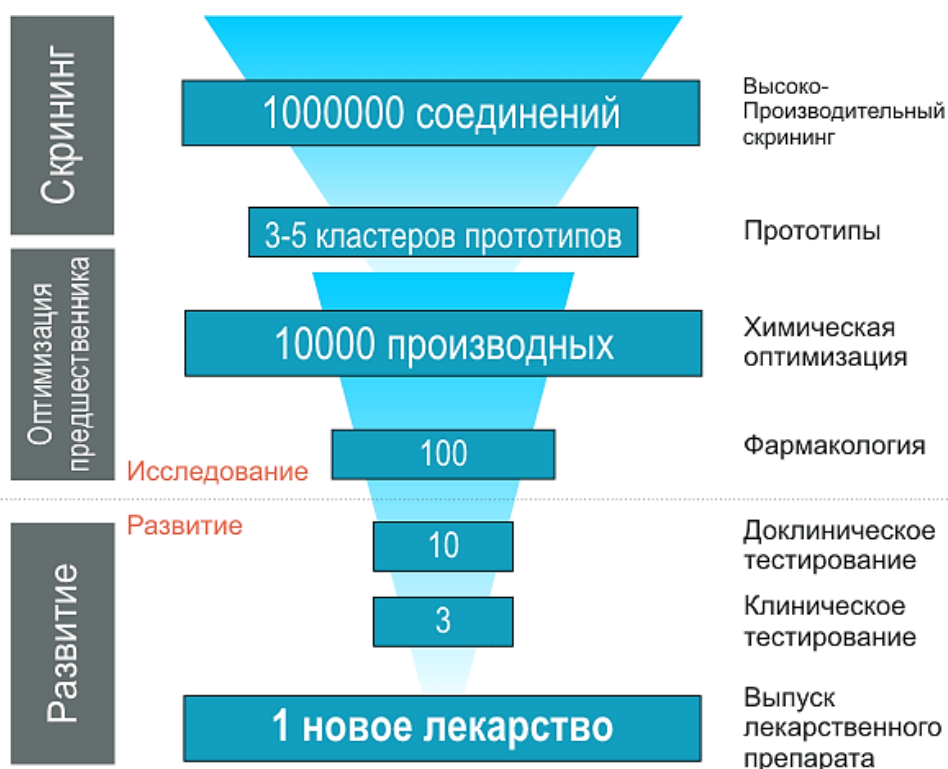 Скрининг
1000000 соединений
Высоко-
Производительный
скрининг
3-5 кластеров прототипов
Прототипы
Оптимизация
предшественника
10000 производных
Химическая
оптимизация
100
Фармакология
Исследование
Развитие
Развитие
10
Доклиническое
тестирование
3
Клиническое
тестирование
1 новое лекарство
Выпуск
лекарственного
препарата